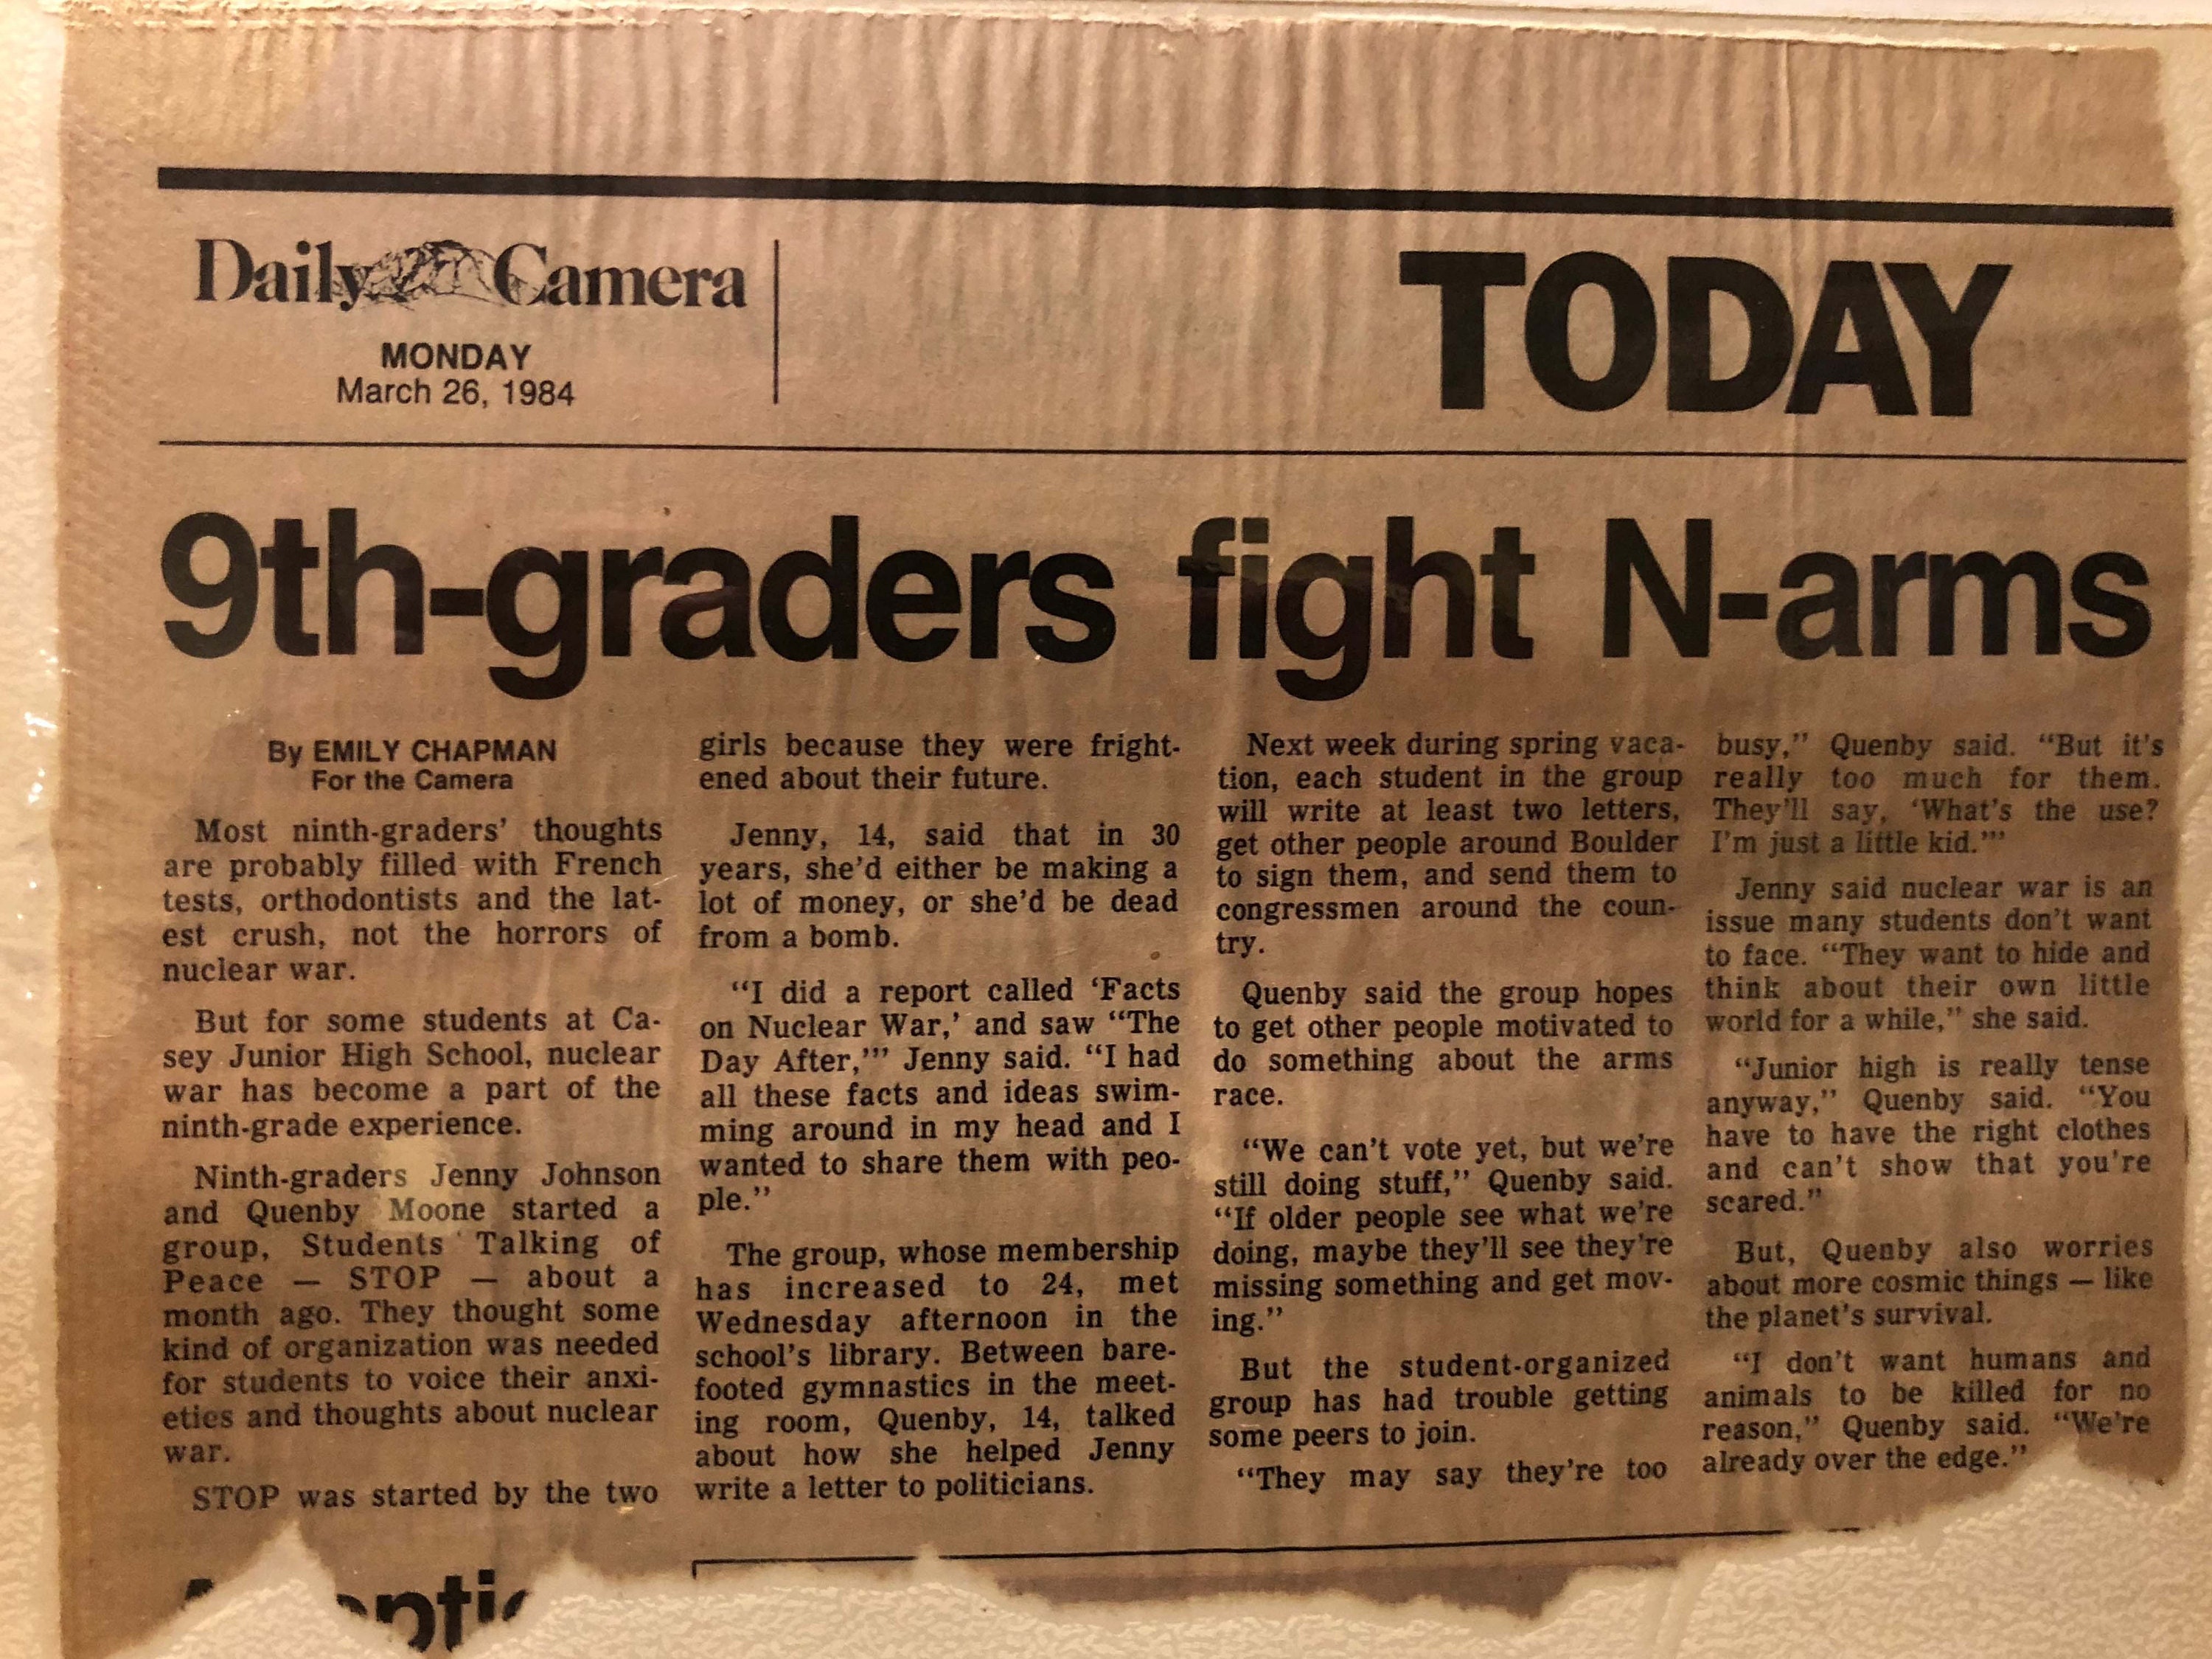 Daily Camera
MONDAY
March 26, 1984
TODAY
9th-graders fight N-arms
By EMILY CHAPMAN
For the Camera
Most ninth-graders' thoughts
are probably filled with French
tests, orthodontists and the lat-
est crush, not the horrors of
nuclear war.
But for some students at Ca-
sey Junior High School, nuclear
war has become a part of the
ninth-grade experience.
Ninth-graders Jenny Johnson
and Quenby Moone started a
group, Students Talking of
Peace — STOP — about a
month ago. They thought some
kind of organization was needed
for students to voice their anxi-
eties and thoughts about nuclear
war.
STOP was started by the two
girls because they were fright-
ened about their future.
Jenny, 14, said that in 30
years, she'd either be making a
lot of money, or she'd be dead
from a bomb.
“I did a report called ‘Facts
on Nuclear War,’ and saw “The
Day After,’” Jenny said. “I had
all these facts and ideas swim-
ming around in my head and I
wanted to share them with peo-
ple.”
The group, whose membership
has increased to 24, met
Wednesday afternoon in the
school's library. Between bare-
footed gymnastics in the meet-
ing room, Quenby, 14, talked
about how she helped Jenny
write a letter to politicians.
Next week during spring vaca-
tion, each student in the group
will write at least two letters,
get other people around Boulder
to sign them, and send them to
congressmen around the coun-
try.
Quenby said the group hopes
to get other people motivated to
do something about the arms
race.
“We can't vote yet, but we're
still doing stuff,” Quenby said.
“If older people see what we're
doing, maybe they'll see they're
missing something and get mov-
ing.”
But the student-organized
group has had trouble getting
some peers to join.
“They may say they're too
busy,” Quenby said. “But it's
really too much for them.
They'll say, ‘What's the use?
I'm just a little kid.’”
Jenny said nuclear war is an
issue many students don't want
to face. “They want to hide and
think about their own little
world for a while,” she said.
“Junior high is really tense
anyway,” Quenby said. “You
have to have the right clothes
and can't show that you're
scared.”
But, Quenby also worries
about more cosmic things — like
the planet's survival.
“I don't want humans and
animals to be killed for no
reason,” Quenby said. “We're
already over the edge.”